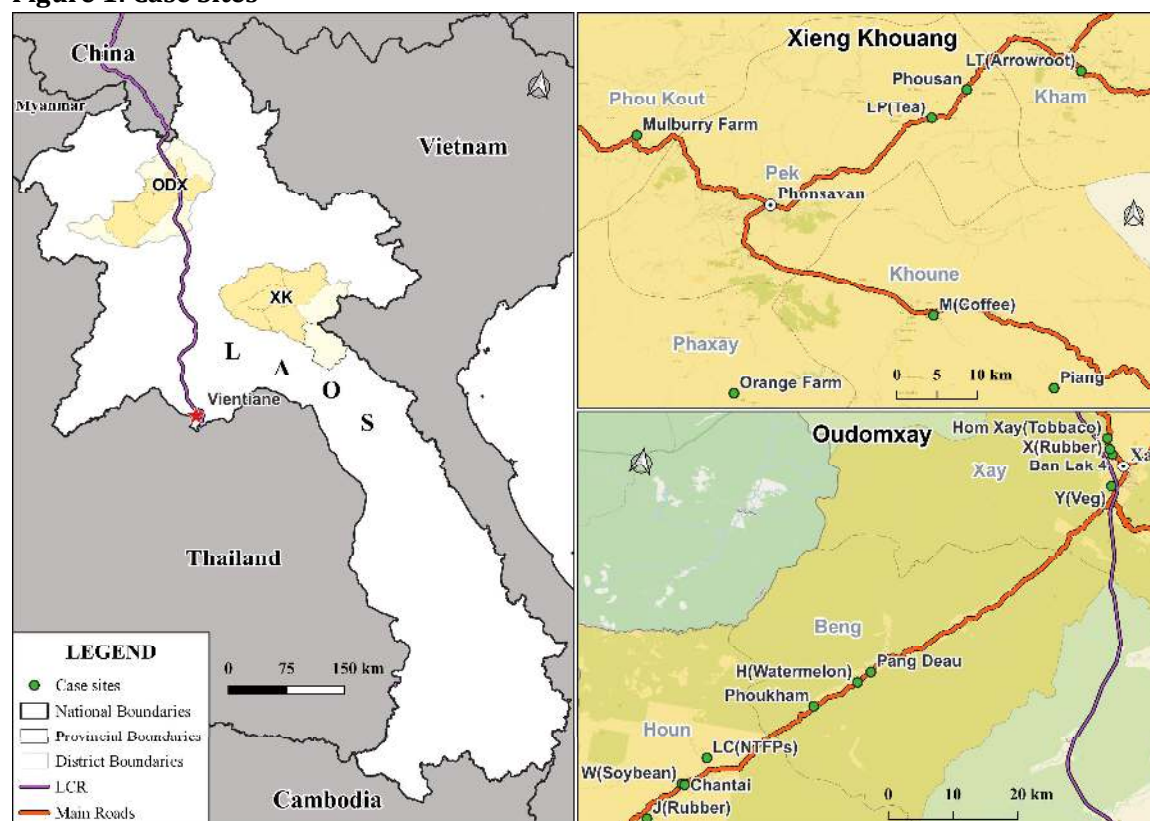 Figure 1: Case Sites
China
Myanmar
Vietnam
ODX
XK
L
A
O
S
Vientiane
Thailand
Cambodia
0 75 150 km
LEGEND
Case sites
National Boundaries
Provincial Boundaries
District Boundaries
LCR
Main Roads
Xieng Khouang
LT(Arrowroot)
Phousan
Kham
Phou Kout
LP(Tea)
Mulburry Farm
Pek
Phonsavan
Khoune
M(Coffee)
Phaxay
Orange Farm
Piang
0 5 10 km
Oudomxay
Hom Xay(Tobbaco)
X(Rubber)
Ban Lak 4
Xay
Y(Veg)
Beng
Pang Deau
H(Watermelon)
Phoukham
Houn
LC(NTFPs)
W(Soybean)
Chantai
J(Rubber)
0 10 20 km